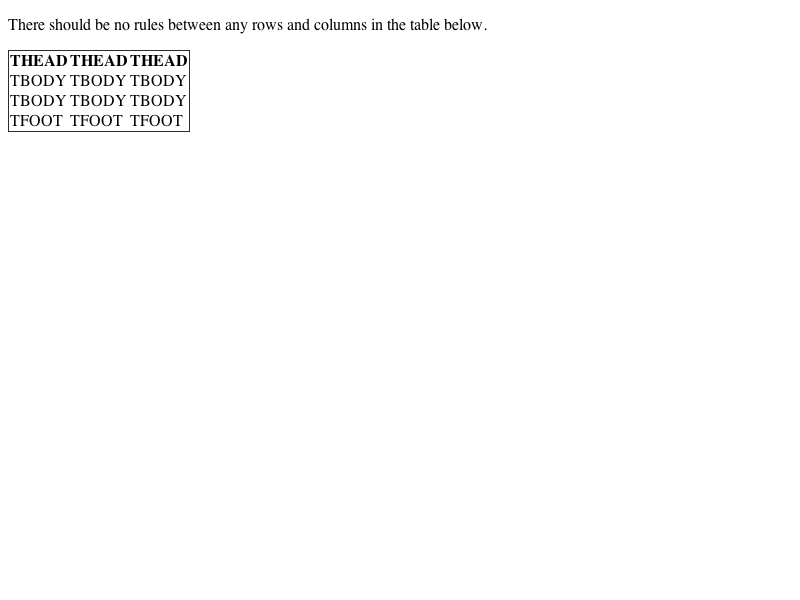 There should be no rules between any rows and columns in the table below.
THEAD THEAD THEAD
TBODY TBODY TBODY
TBODY TBODY TBODY
TFOOT TFOOT TFOOT